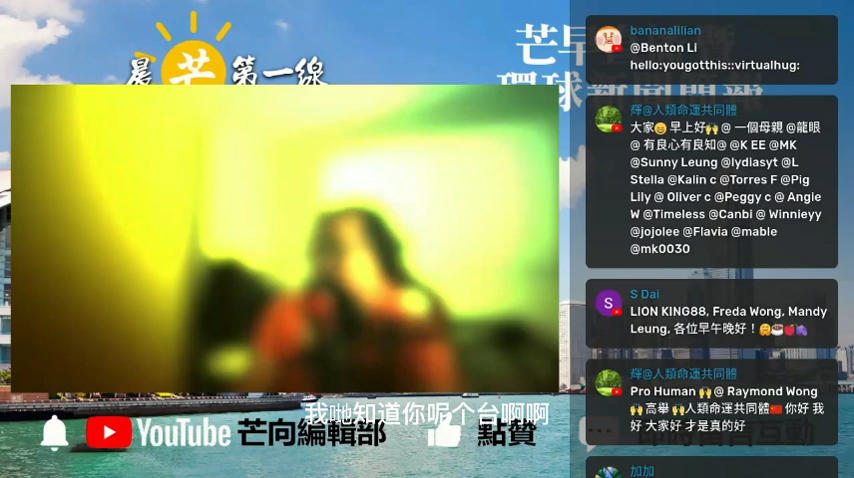 晨芒第一線
bananalilian
@Benton Li
hello:yougotthis::virtualhug:
輝@人類命運共同體
大家😄 早上好🙌 @ 一個母親 @龍眼
@ 有良心有良知@ @K EE @MK
@Sunny Leung @lydiasyt @L
Stella @Kalin c @Torres F @Pig
Lily @ Oliver c @Peggy c @ Angie
W @Timeless @Canbi @ Winnieyy
@jojolee @Flavia @mable
@mk0030
S Dai
LION KING88, Freda Wong, Mandy
Leung, 各位早午晚好！🤗☕🍎🍇
輝@人類命運共同體
Pro Human 🙌 @ Raymond Wong
🙌 高舉 🙌人類命運共同體🇨🇳 你好 我
好 大家好 才是真的好
加加
我哋知道你呢个台啊啊
YouTube 芒向編輯部
點贊